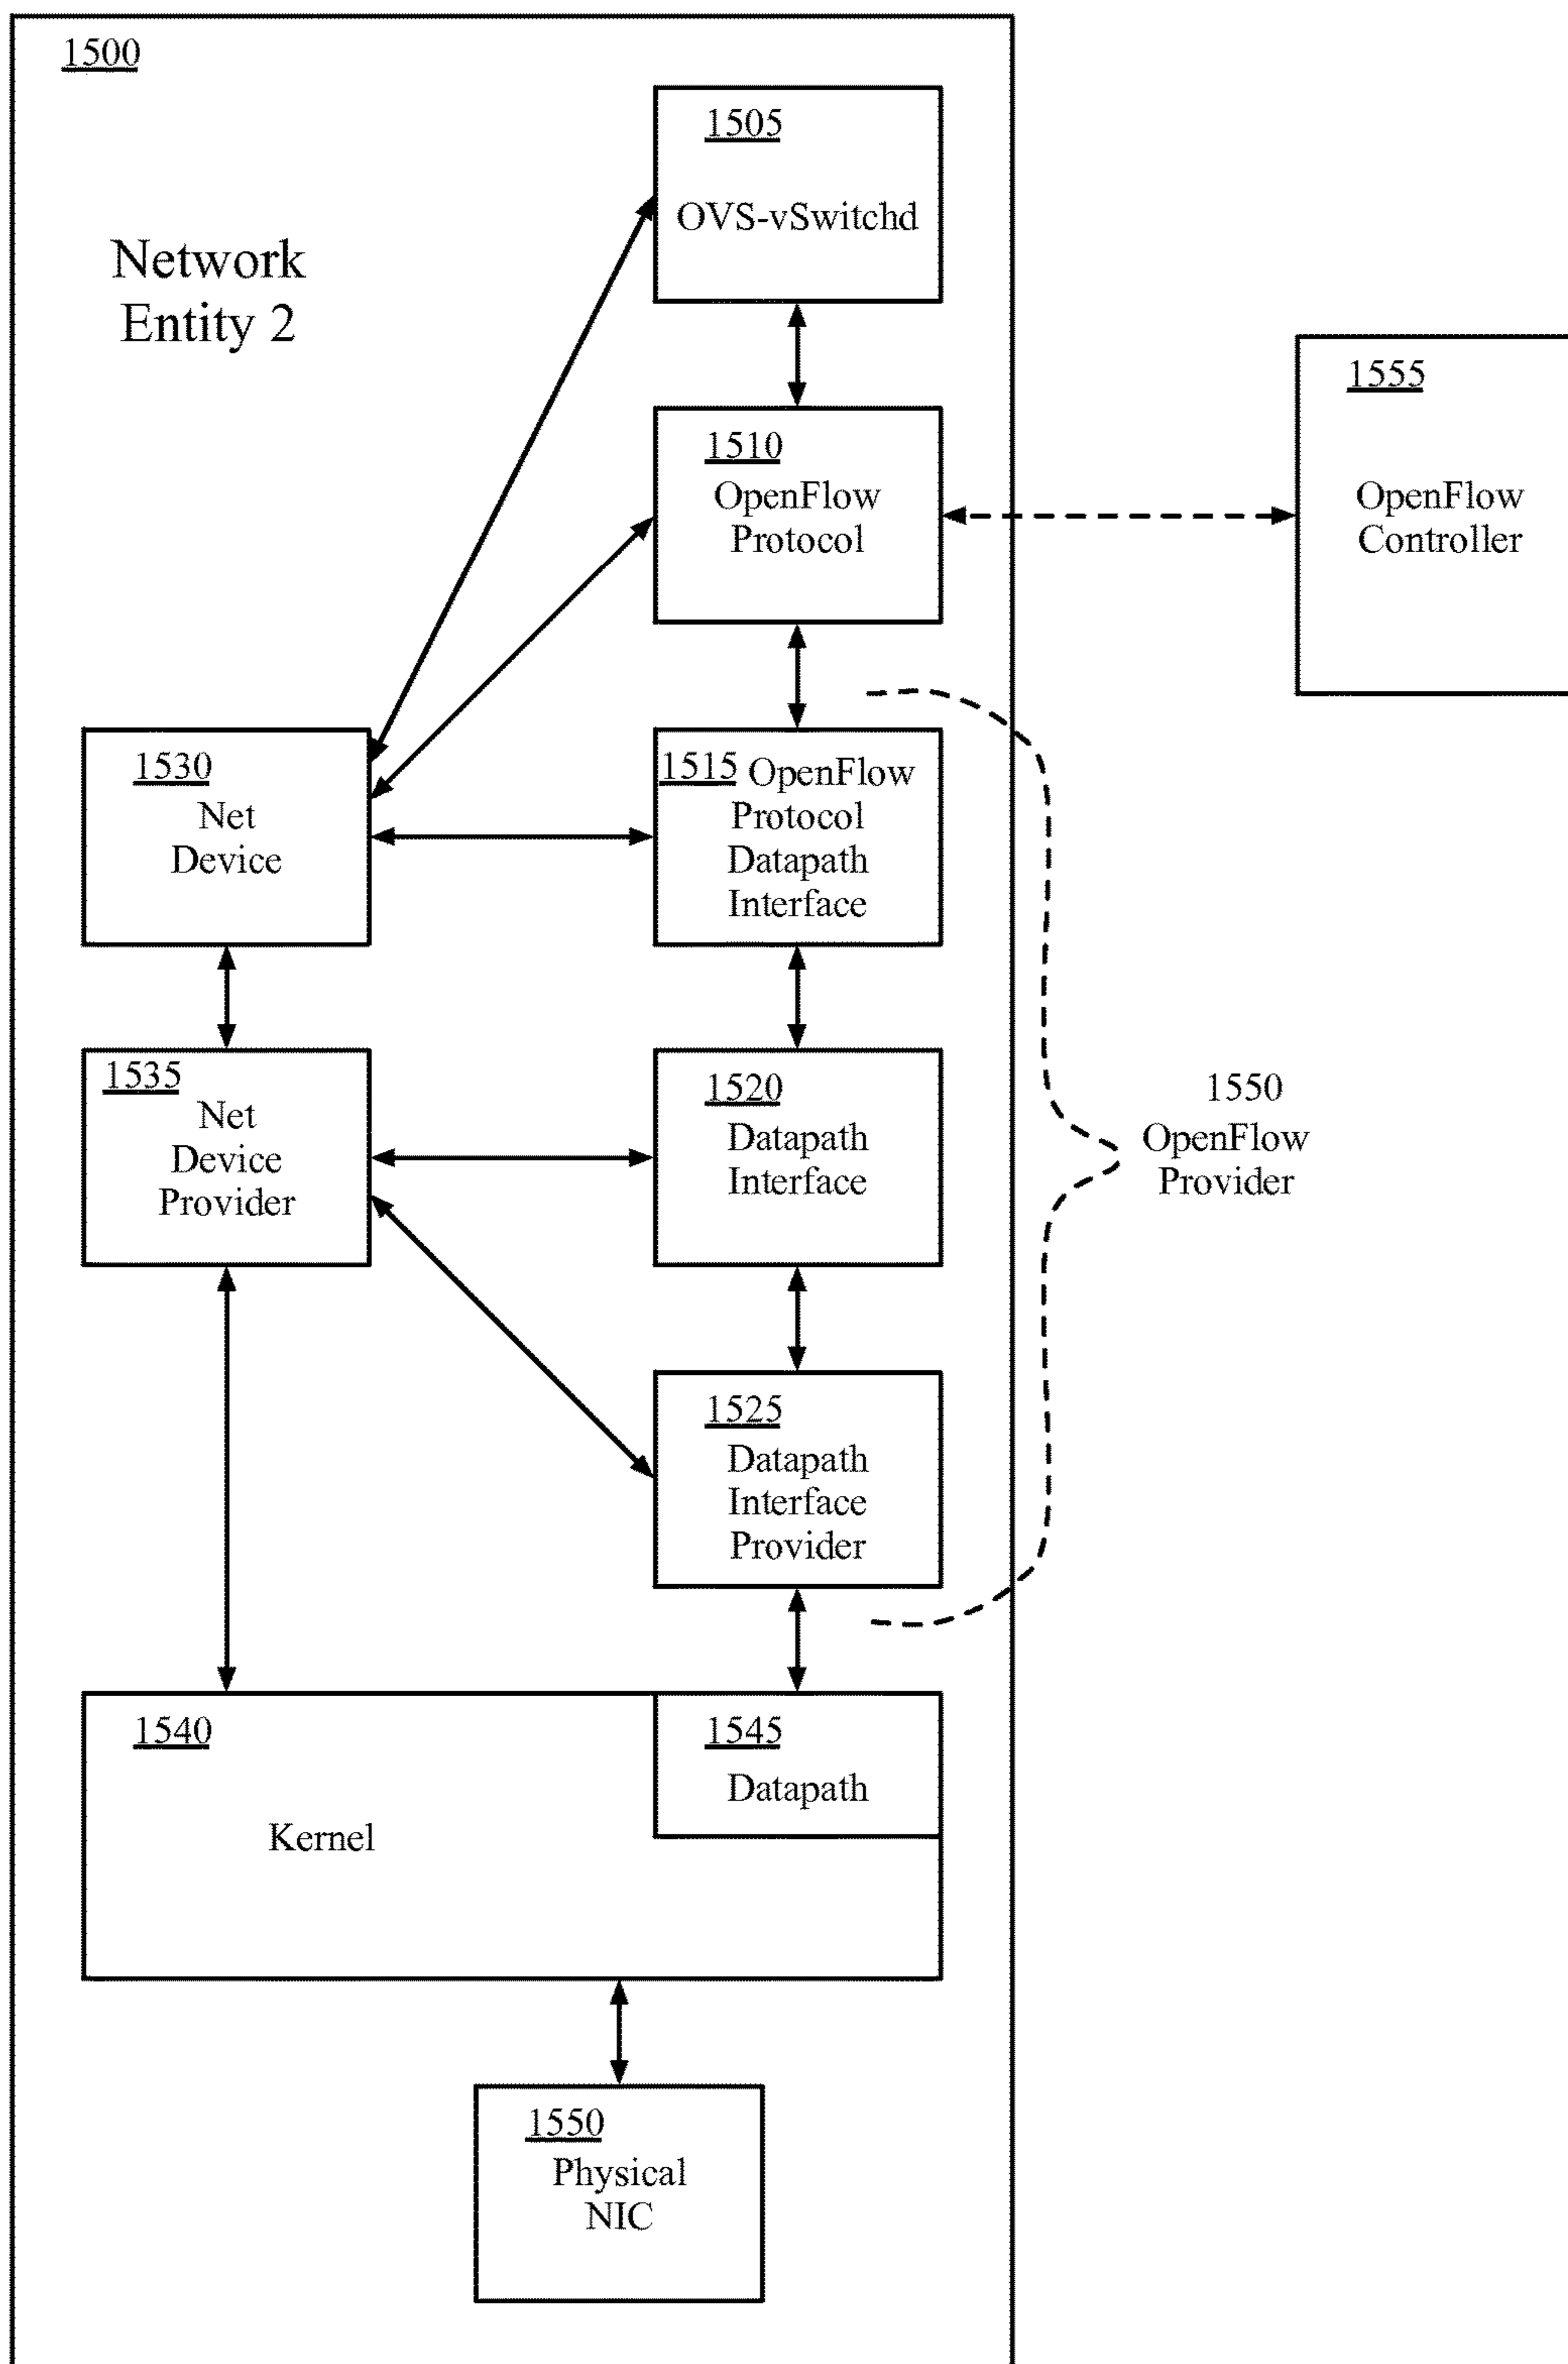 1500
Network
Entity 2
1505
OVS-vSwitchd
1510
OpenFlow
Protocol
1555
OpenFlow
Controller
1530
Net
Device
1515 OpenFlow
Protocol
Datapath
Interface
1535
Net
Device
Provider
1520
Datapath
Interface
1550
OpenFlow
Provider
1525
Datapath
Interface
Provider
1540
Kernel
1545
Datapath
1550
Physical
NIC